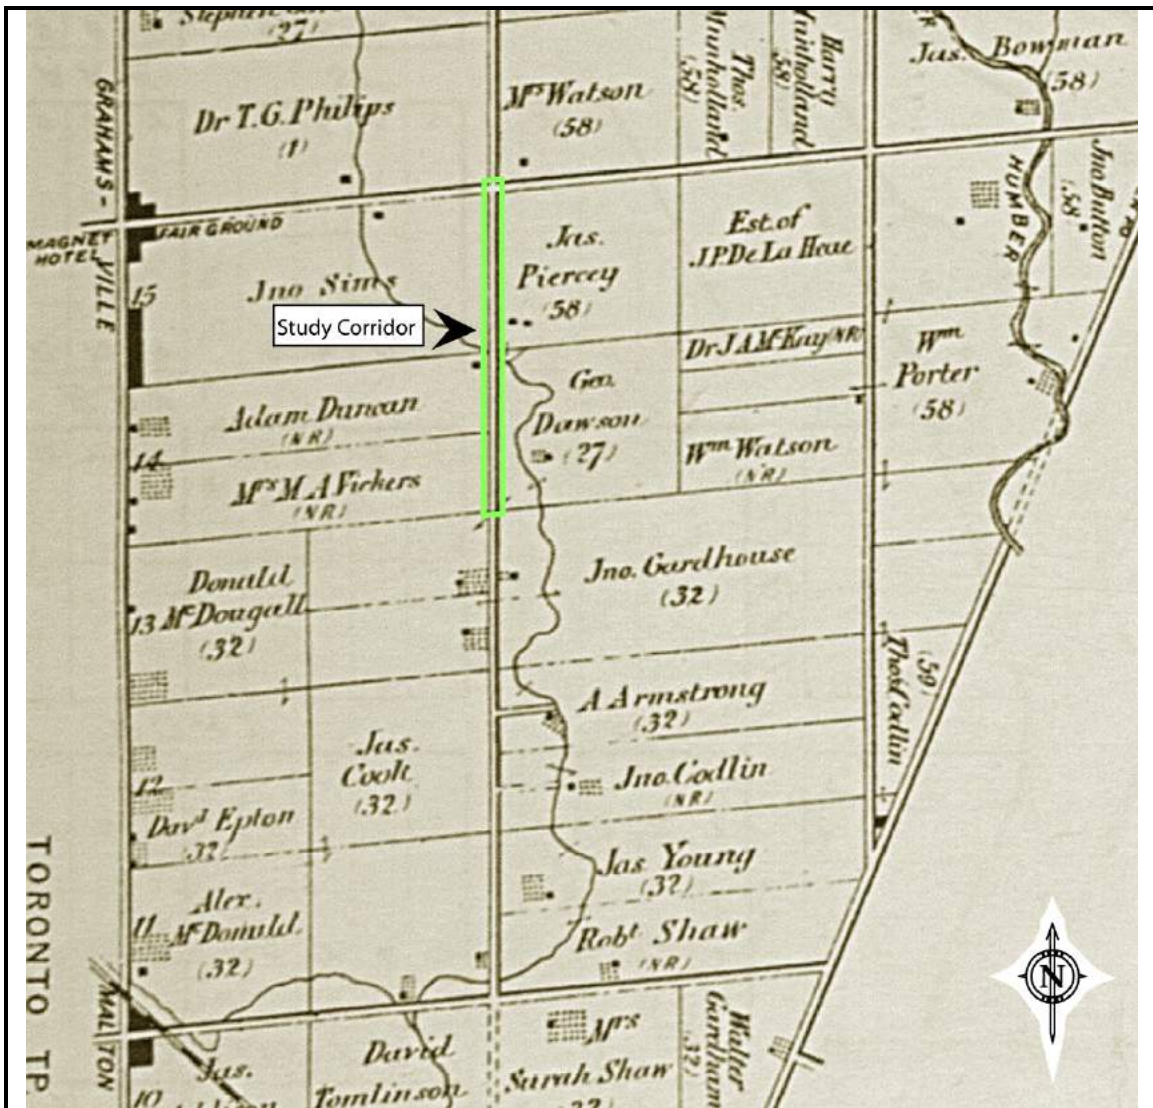 Stephen
(27)
GRAHAMS-
VILLE
Dr T.G. Philips
(1)
Mrs Watson
(58)
Thos.
Munholland
(58)
Harry
Munholland
58)
Jas. Bowman
(58)
HUMBER
Jno. Button
(58
MAGNET
HOTEL
FAIR GROUND
15
Jno Sims
Study Corridor
Jas.
Piercey
(58)
Est. of
J.P. De La Haye
Dr J A McKay (NR)
Wm
Porter
(58)
Adam Duncan
(NR)
14
Mrs M A Vickers
(NR)
Geo.
Dawson
(27)
Wm Watson
(NR)
Donald
13 McDougall
(32)
Jno. Gardhouse
(32)
A Armstrong
(32)
Thos Codlin
(59)
12
Jas.
Cook
(32)
Jno. Codlin
(NR)
Davd Epton
(32)
Jas Young
(32)
Alex.
11 McDonald
(32)
Robt Shaw
(NR)
N
TORONTO TP
MALTON
Jas.
10
David
Tomlinson
Mrs
Sarah Shaw
32
Walter
Gardham
(32)